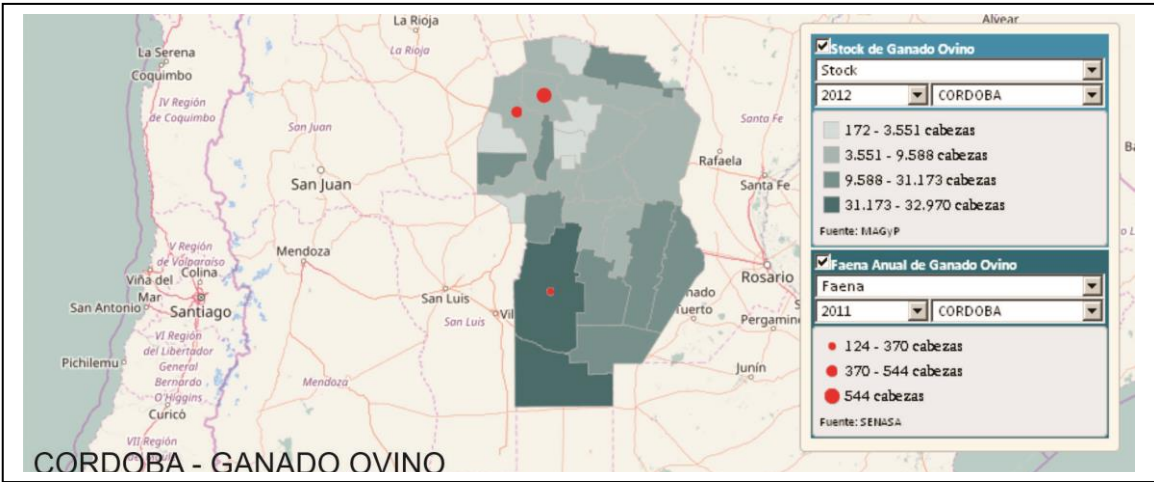 La Rioja
Alvear
La Serena
Coquimbo
La Rioja
IV Región
de Coquimbo
San Juan
Santa Fe
Rafaela
San Juan
Santa Fe
V Región
de Valparaíso
Mendoza
Viña del
Mar
Colina
San Antonio
Santiago
Rosario
San Luis
San Luis
Vil
nado
uerto
Pergamin
VI Región
del Libertador
General
Bernardo
O'Higgins
Pichilemu
Mendoza
Junín
Curicó
VII Región
CORDOBA - GANADO OVINO
Stock de Ganado Ovino
Stock
2012 CORDOBA
172 - 3.551 cabezas
3.551 - 9.588 cabezas
9.588 - 31.173 cabezas
31.173 - 32.970 cabezas
Fuente: MAGyP
Faena Anual de Ganado Ovino
Faena
2011 CORDOBA
124 - 370 cabezas
370 - 544 cabezas
544 cabezas
Fuente: SENASA